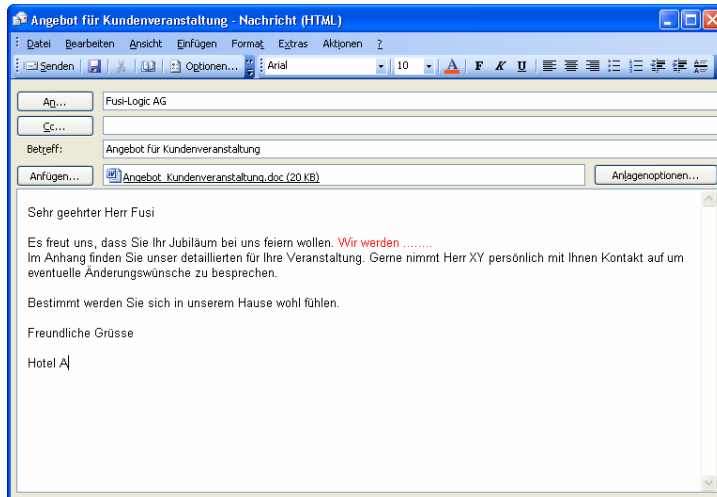 Angebot für Kundenveranstaltung - Nachricht (HTML)
Datei Bearbeiten Ansicht Einfügen Format Extras Aktionen ?
Senden Optionen... Arial 10 A F K U
An... Fusi-Logic AG
Cc...
Betreff: Angebot für Kundenveranstaltung
Anfügen... Angebot_Kundenveranstaltung.doc (20 KB) Anlagenoptionen...
Sehr geehrter Herr Fusi
Es freut uns, dass Sie Ihr Jubiläum bei uns feiern wollen. Wir werden ........
Im Anhang finden Sie unser detaillierten für Ihre Veranstaltung. Gerne nimmt Herr XY persönlich mit Ihnen Kontakt auf um
eventuelle Änderungswünsche zu besprechen.
Bestimmt werden Sie sich in unserem Hause wohl fühlen.
Freundliche Grüsse
Hotel A